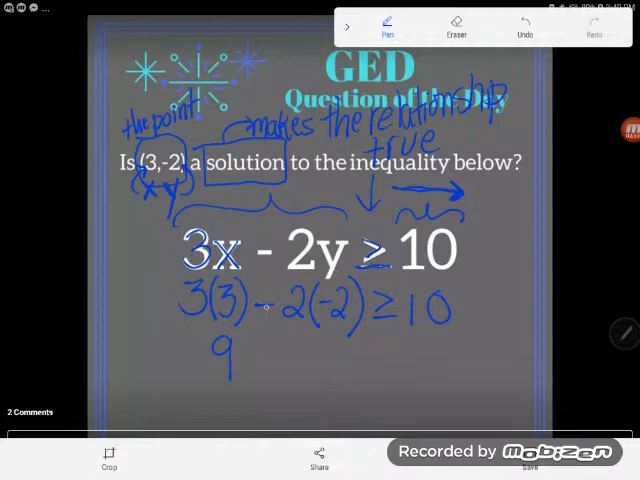 Pen
Eraser
Undo
Redo
GED
Question of the Day
the point
makes the relationship
true
Is (3,-2) a solution to the inequality below?
(x y)
3x - 2y ≥ 10
3(3) - 2(-2) ≥ 10
9
2 Comments
Crop
Share
Save
Recorded by Mobizen